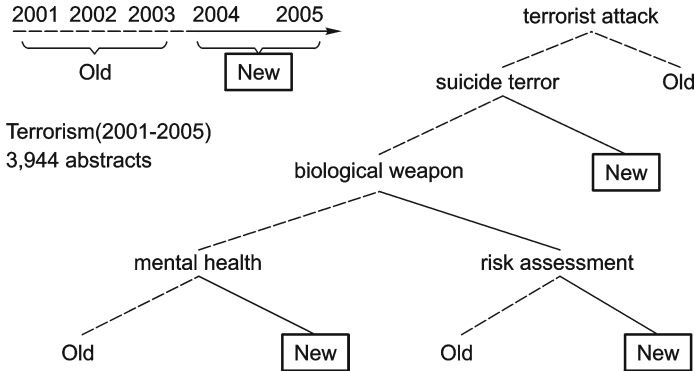 2001 2002 2003 2004 2005
Old New
Terrorism(2001-2005)
3,944 abstracts
terrorist attack
suicide terror Old
biological weapon New
mental health risk assessment
Old New Old New